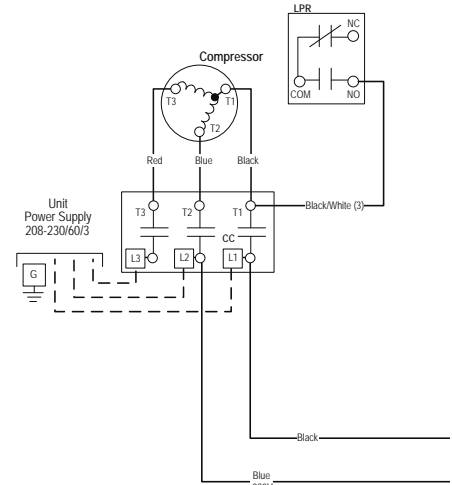 LPR
NC
COM
NO
Compressor
T3
T1
T2
Red
Blue
Black
Black/White (3)
Unit
Power Supply
208-230/60/3
T3
T2
T1
CC
G
L3
L2
L1
Black
Blue